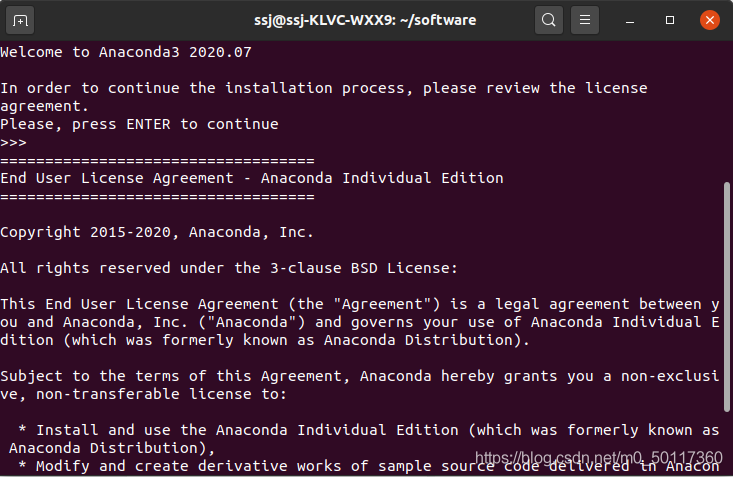 ssj@ssj-KLVC-WXX9: ~/software
Welcome to Anaconda3 2020.07
In order to continue the installation process, please review the license
agreement.
Please, press ENTER to continue
>>>
===================================
End User License Agreement - Anaconda Individual Edition
===================================
Copyright 2015-2020, Anaconda, Inc.
All rights reserved under the 3-clause BSD License:
This End User License Agreement (the "Agreement") is a legal agreement between y
ou and Anaconda, Inc. ("Anaconda") and governs your use of Anaconda Individual E
dition (which was formerly known as Anaconda Distribution).
Subject to the terms of this Agreement, Anaconda hereby grants you a non-exclusi
ve, non-transferable license to:
* Install and use the Anaconda Individual Edition (which was formerly known as
Anaconda Distribution),
* Modify and create derivative works of sample source code delivered in Anacon
https://blog.csdn.net/m0_50117360